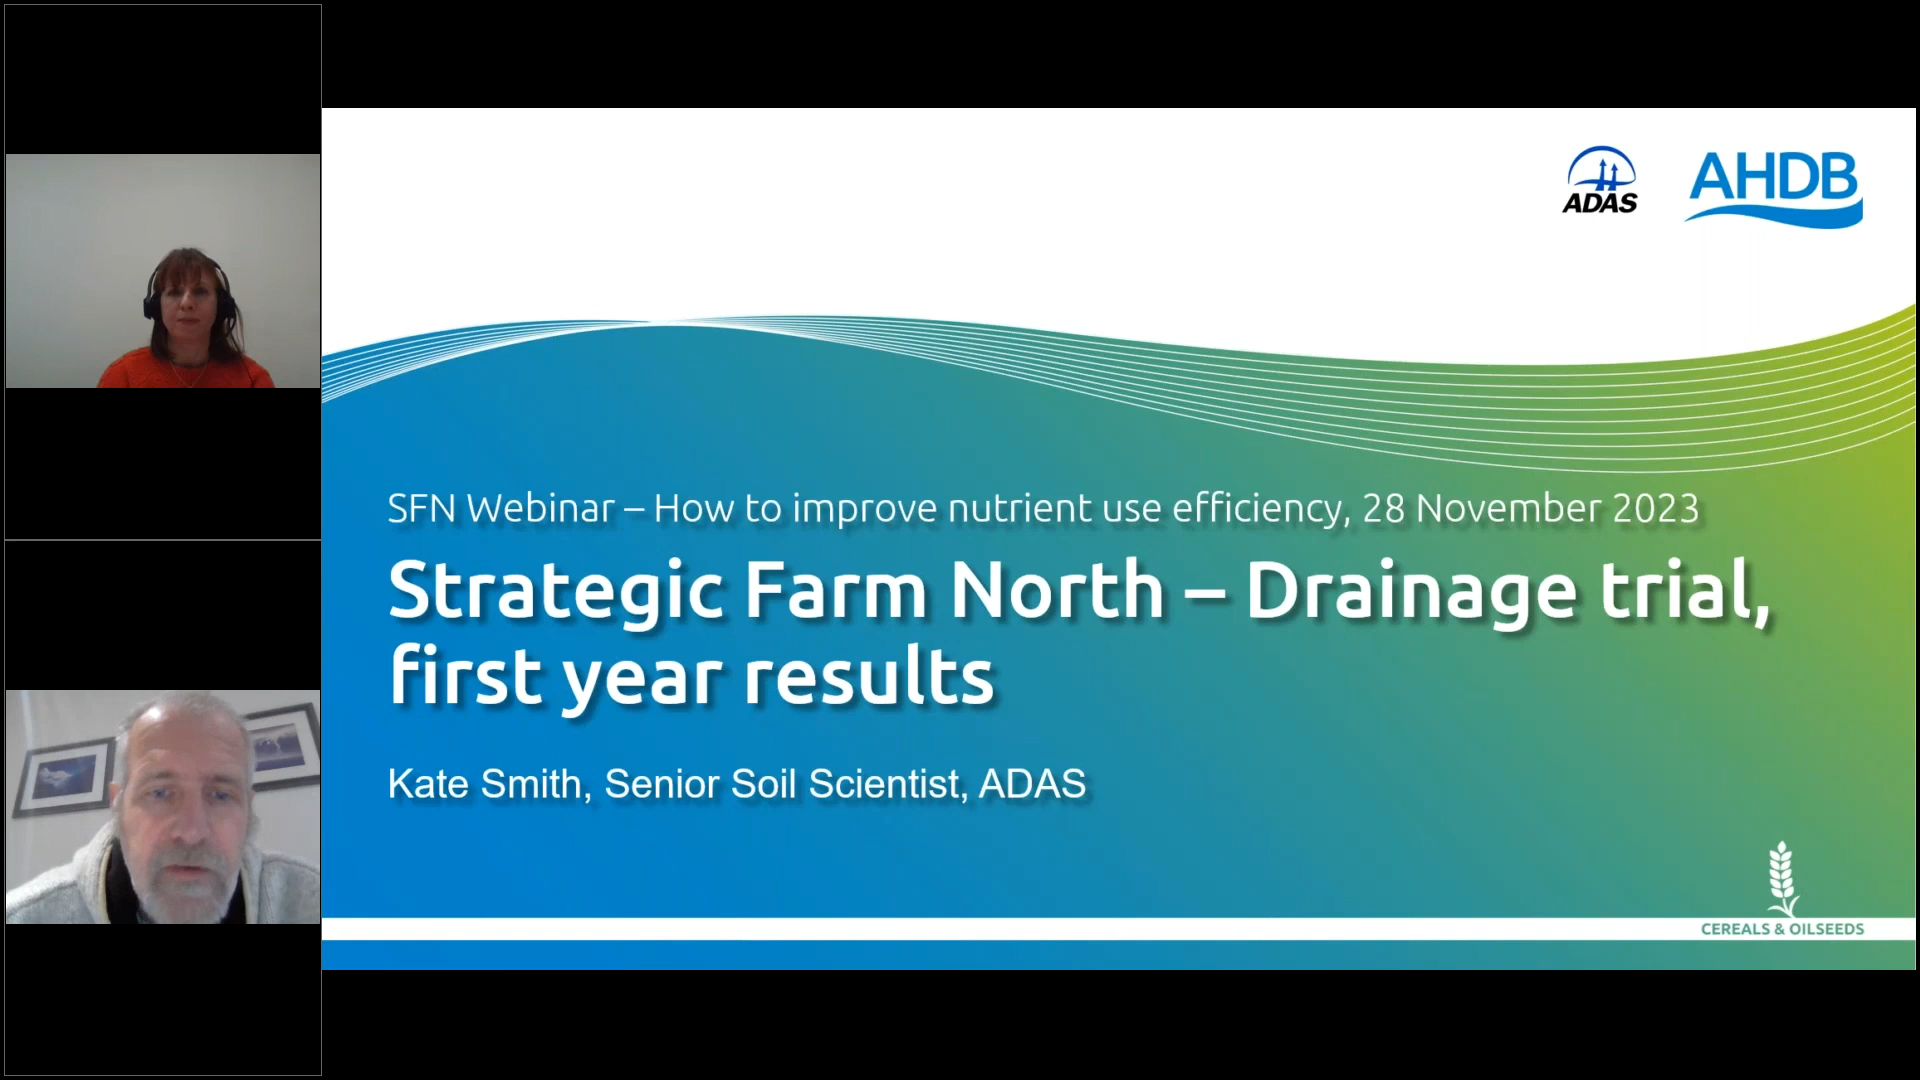 ADAS
AHDB
SFN Webinar – How to improve nutrient use efficiency, 28 November 2023
Strategic Farm North – Drainage trial,
first year results
Kate Smith, Senior Soil Scientist, ADAS
CEREALS & OILSEEDS